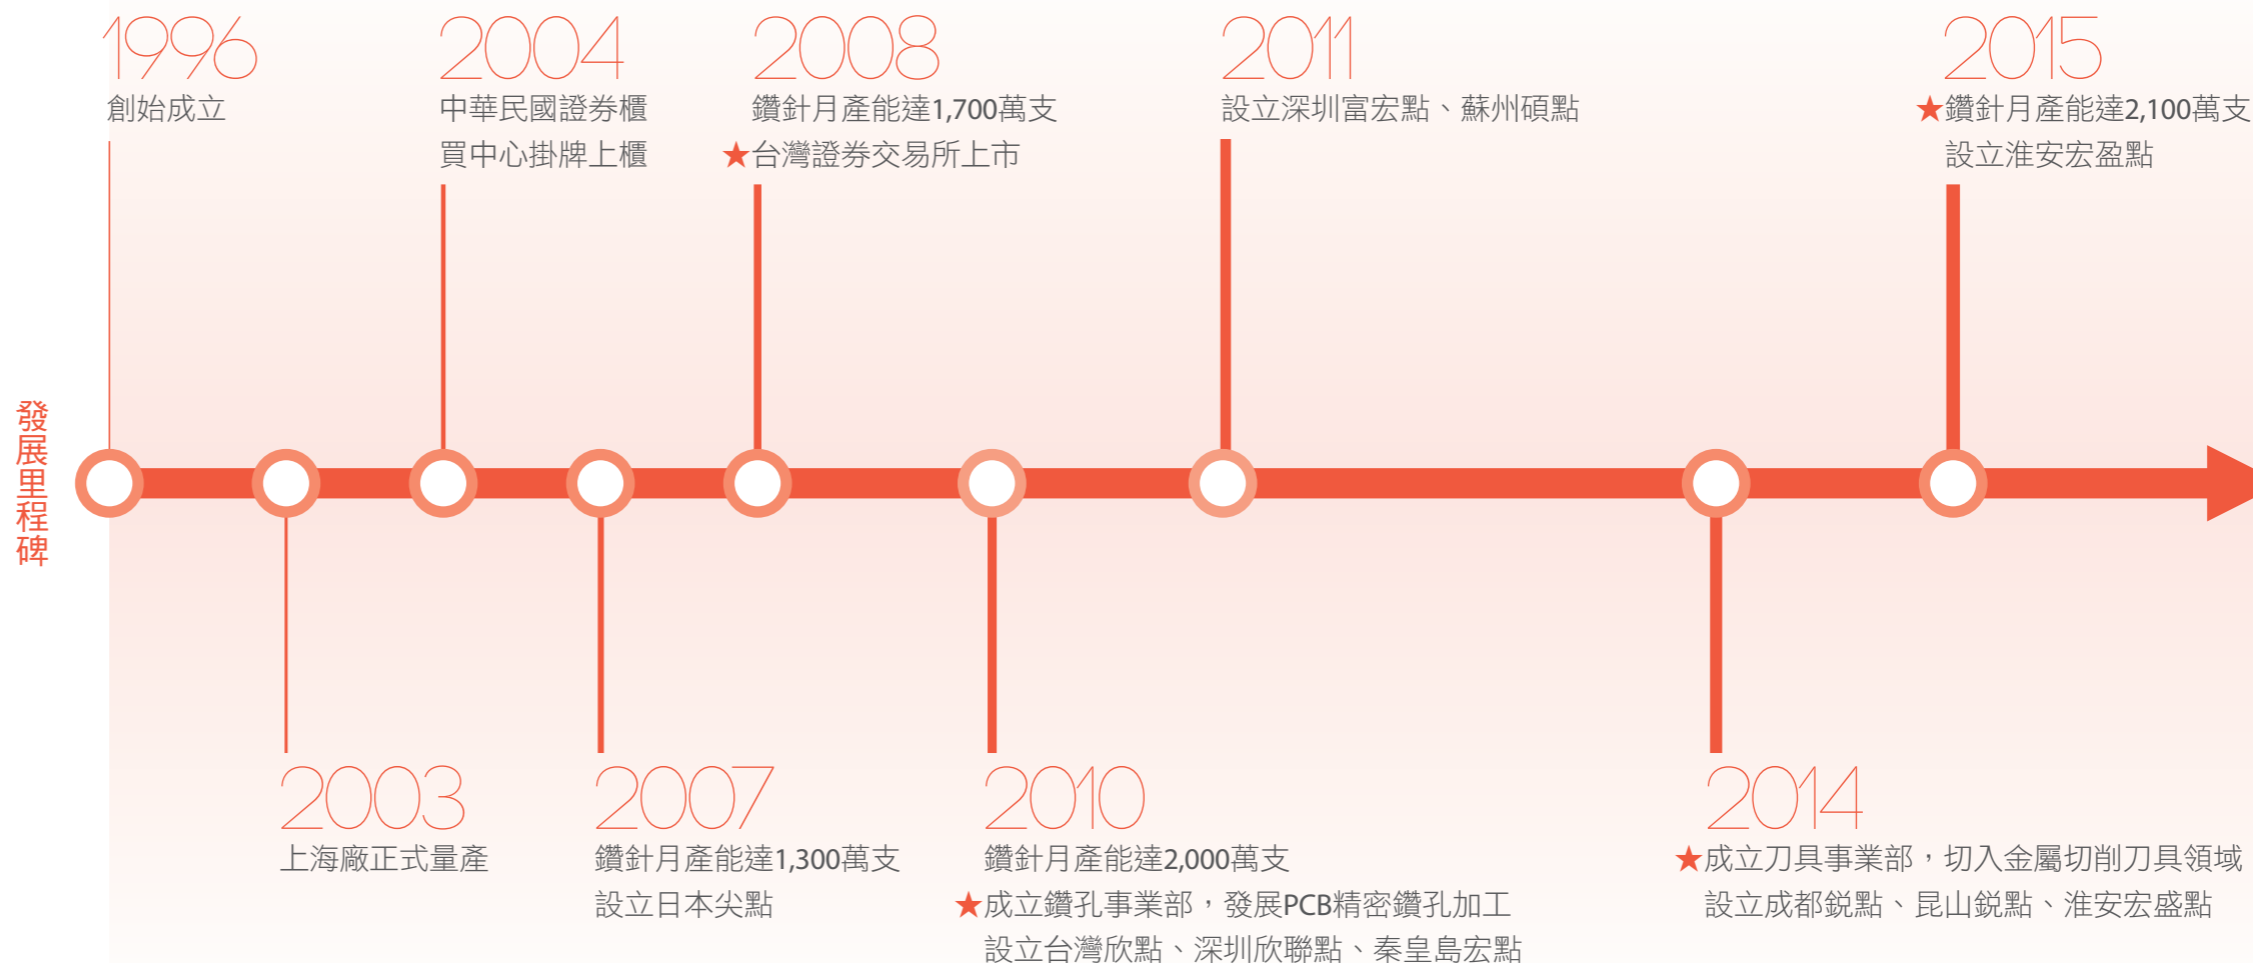 發展里程碑
1996
創始成立
2003
上海廠正式量產
2004
中華民國證券櫃
買中心掛牌上櫃
2007
鑽針月產能達1,300萬支
設立日本尖點
2008
鑽針月產能達1,700萬支
★台灣證券交易所上市
2010
鑽針月產能達2,000萬支
★成立鑽孔事業部，發展PCB精密鑽孔加工
設立台灣欣點、深圳欣聯點、秦皇島宏點
2011
設立深圳富宏點、蘇州碩點
2014
★成立刀具事業部，切入金屬切削刀具領域
設立成都鋭點、昆山鋭點、淮安宏盛點
2015
★鑽針月產能達2,100萬支
設立淮安宏盈點